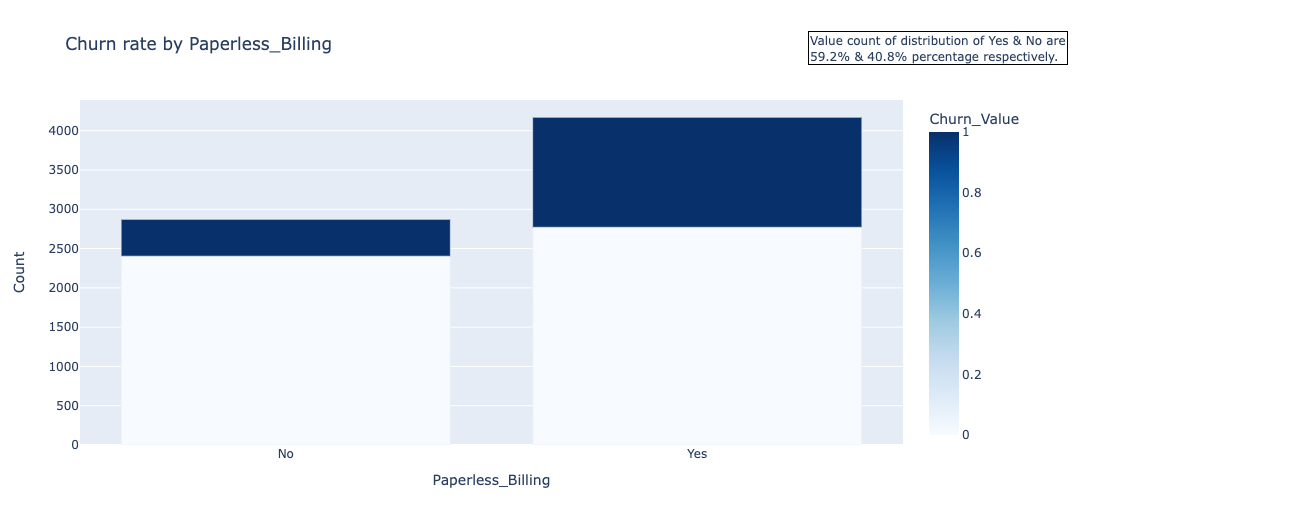 Churn rate by Paperless_Billing
Value count of distribution of Yes & No are
59.2% & 40.8% percentage respectively.
Churn_Value
1
0.8
0.6
0.4
0.2
0
4000
3500
3000
2500
2000
1500
1000
500
0
Count
No
Yes
Paperless_Billing